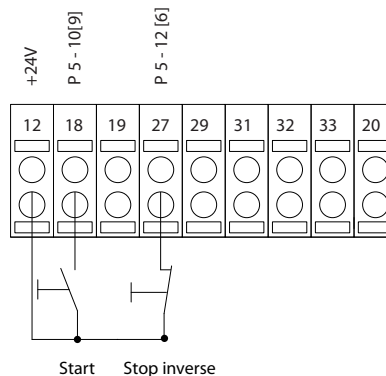 +24V
P 5 - 10[9]
P 5 - 12 [6]
12 18 19 27 29 31 32 33 20
Start Stop inverse